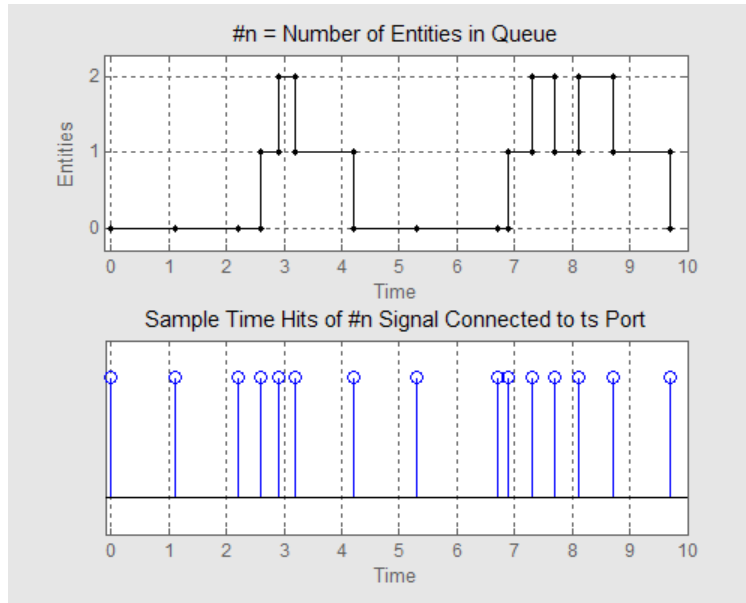 #n = Number of Entities in Queue
2
1
0
Entities
0 1 2 3 4 5 6 7 8 9 10
Time
Sample Time Hits of #n Signal Connected to ts Port
0 1 2 3 4 5 6 7 8 9 10
Time